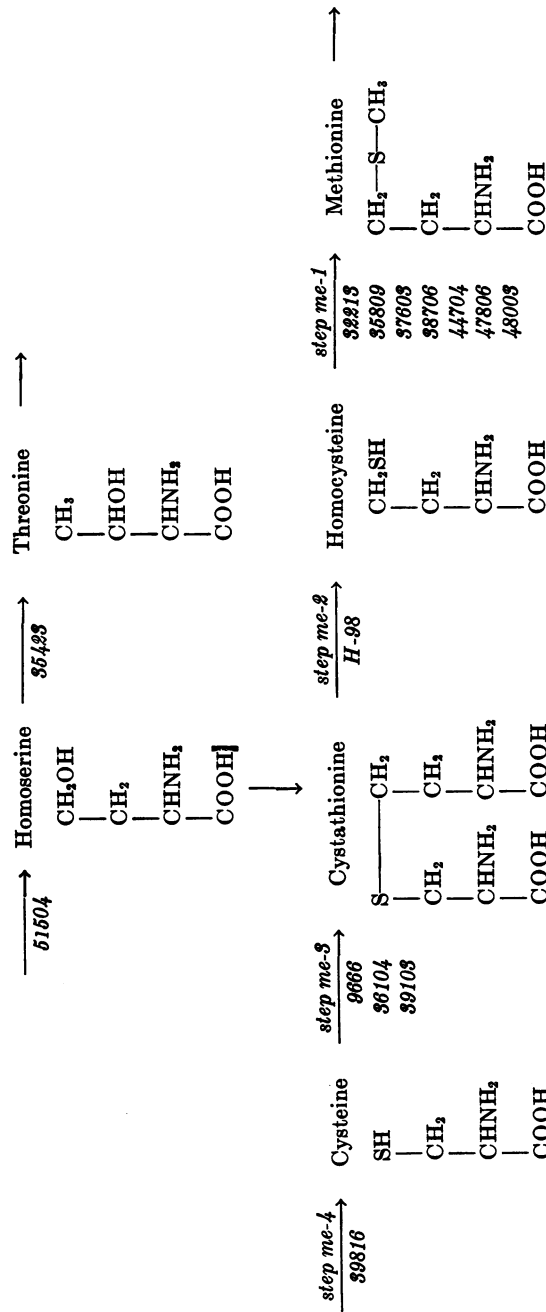 Homoserine → Threonine →
51504 35423
CH₂OH CH₃
CH₂ CHOH
CHNH₂ CHNH₂
COOH COOH
step me-4 Cysteine step me-3 Cystathionine step me-2 Homocysteine step me-1 Methionine →
39816 9666 H-98 32213
SH 36104 S——CH₂ CH₂SH 35809 CH₂—S—CH₃
CH₂ 39103 CH₂ CH₂ CH₂ 37603 CH₂
38706
CHNH₂ CHNH₂ CHNH₂ CHNH₂ 44704 CHNH₂
47806
COOH COOH COOH COOH 48003 COOH